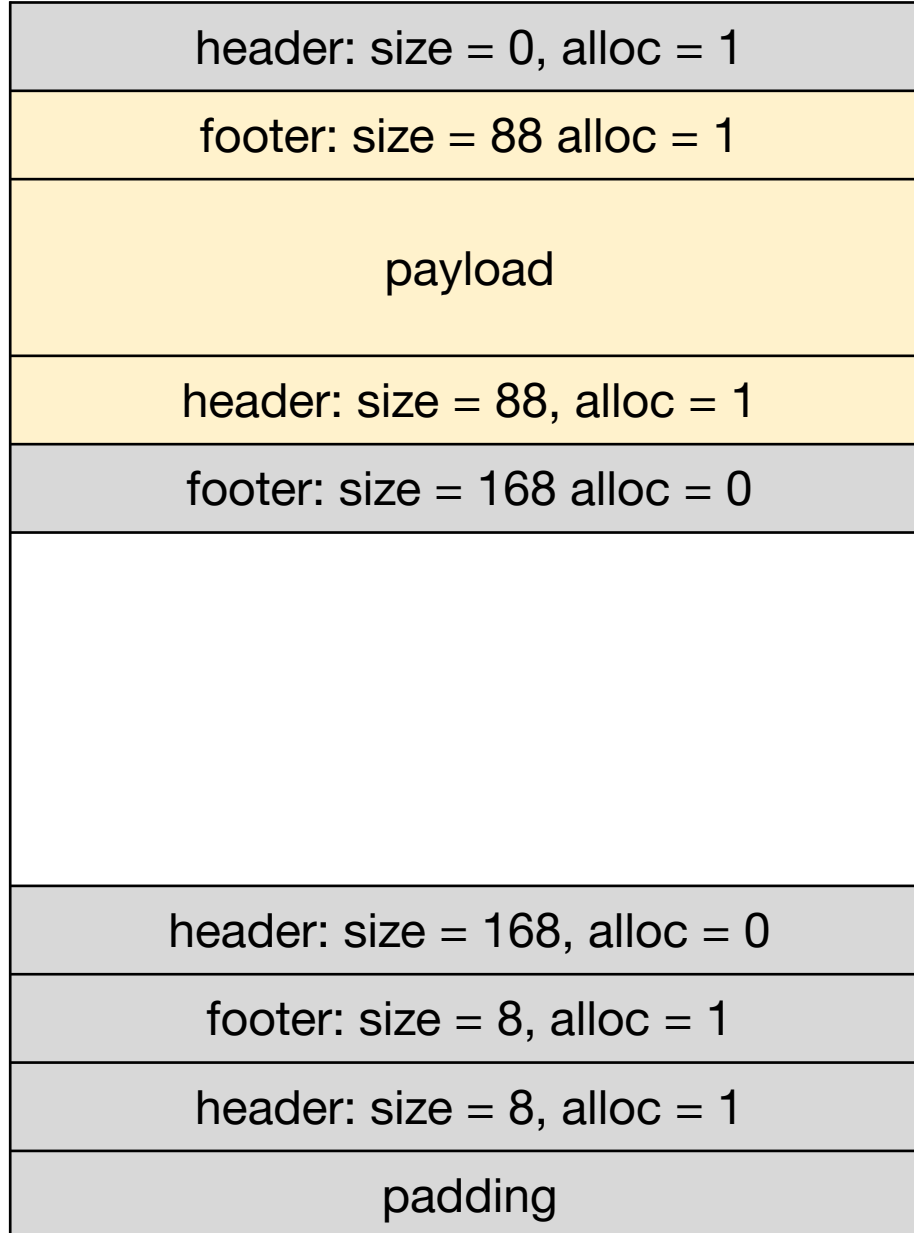 header: size = 0, alloc = 1
footer: size = 88 alloc = 1
payload
header: size = 88, alloc = 1
footer: size = 168 alloc = 0
header: size = 168, alloc = 0
footer: size = 8, alloc = 1
header: size = 8, alloc = 1
padding